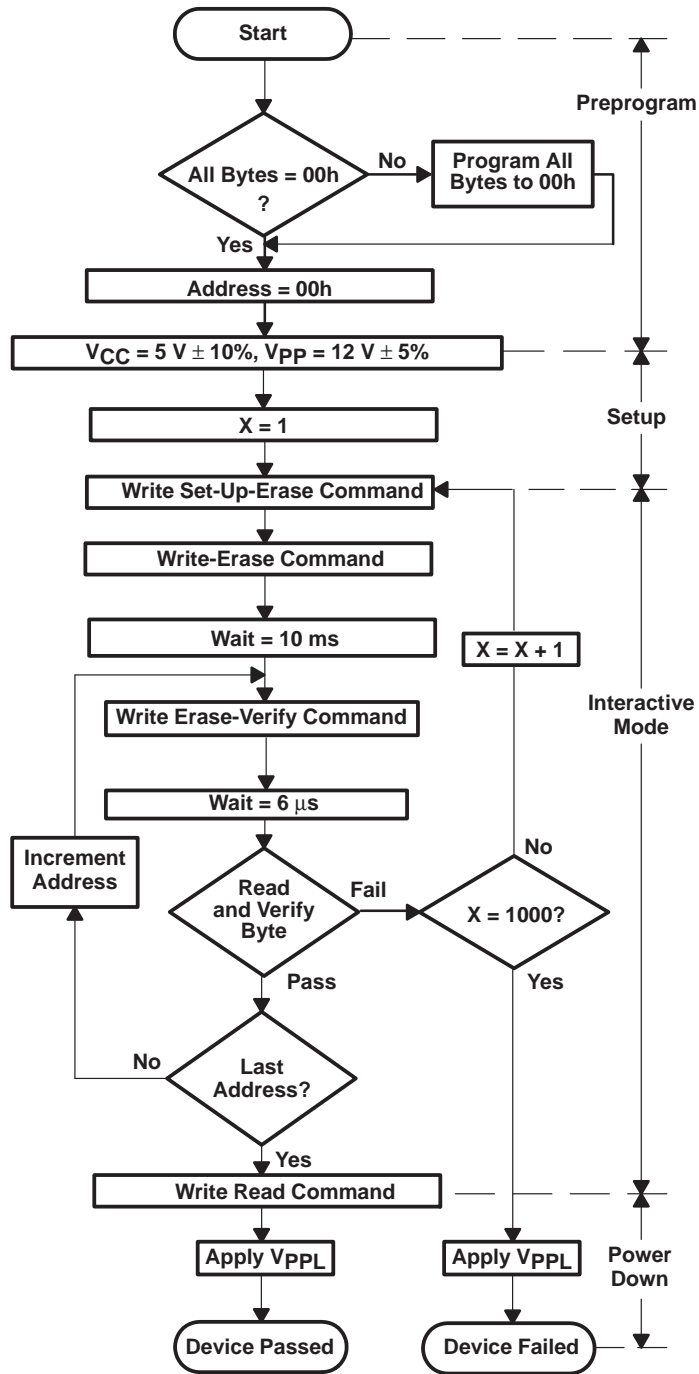 Start
Preprogram
All Bytes = 00h
?
No
Program All
Bytes to 00h
Yes
Address = 00h
VCC = 5 V ± 10%, VPP = 12 V ± 5%
X = 1
Setup
Write Set-Up-Erase Command
Write-Erase Command
Wait = 10 ms
X = X + 1
Interactive
Mode
Write Erase-Verify Command
Wait = 6 µs
Increment
Address
Read
and Verify
Byte
Fail
No
X = 1000?
Pass
Yes
No
Last
Address?
Yes
Write Read Command
Apply VPPL
Apply VPPL
Power
Down
Device Passed
Device Failed